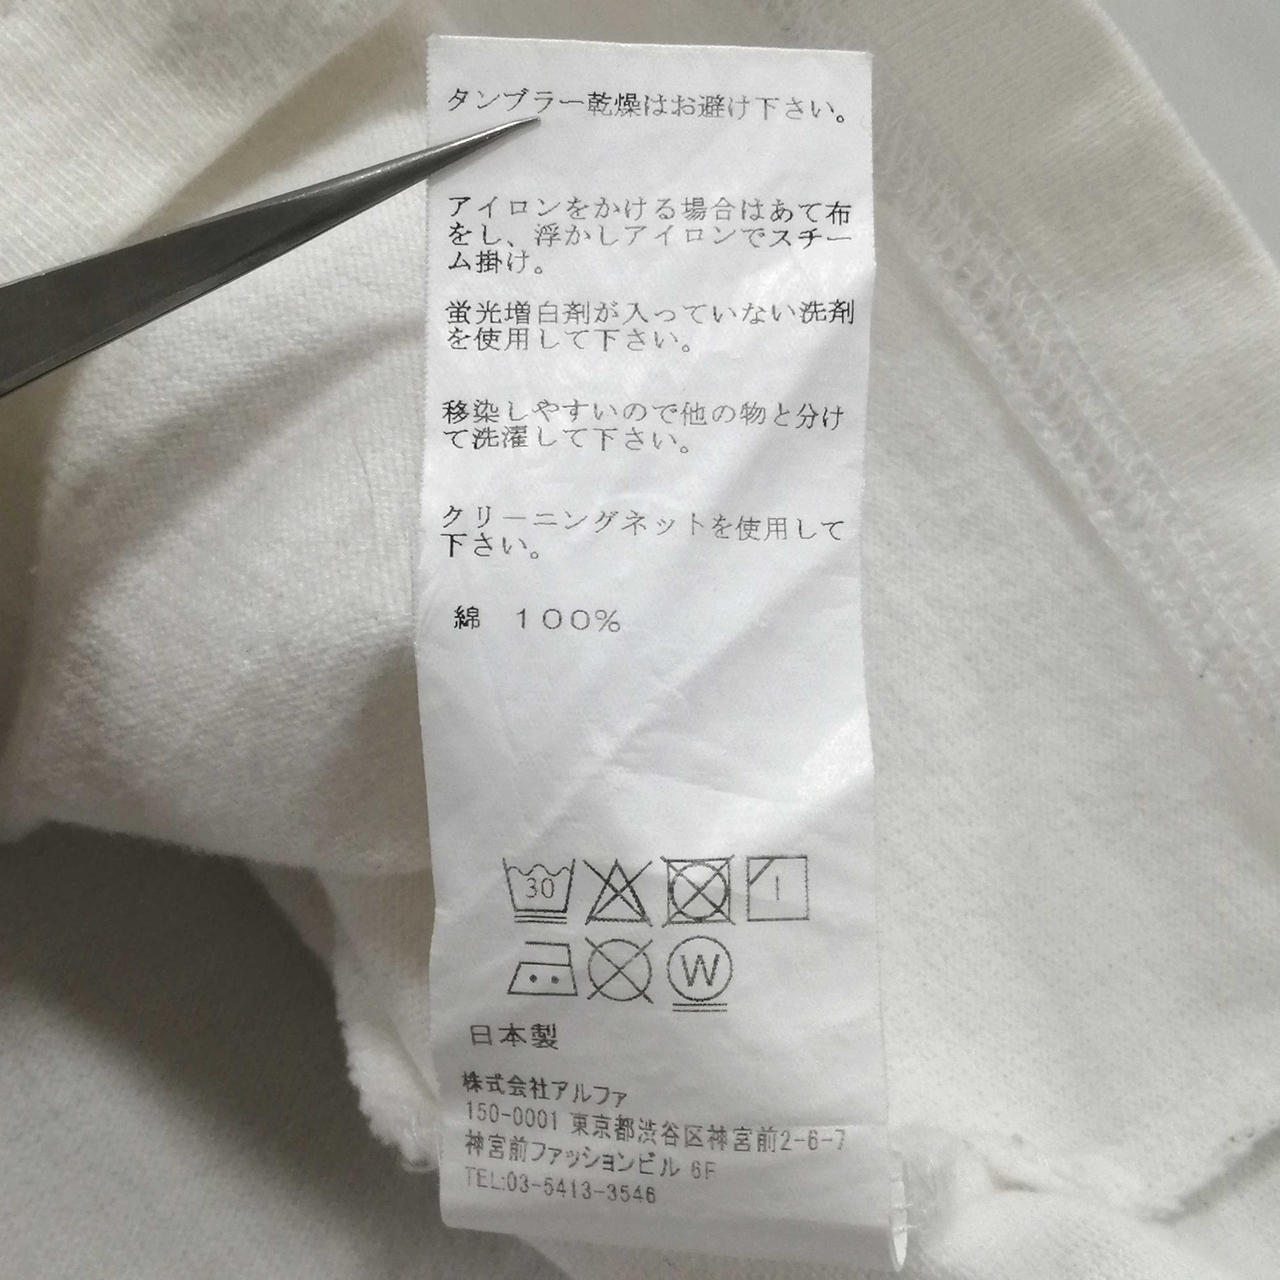 タンブラー乾燥はお避け下さい。
アイロンをかける場合はあて布
をし、浮かしアイロンでスチー
ム掛け。
蛍光増白剤が入っていない洗剤
を使用して下さい。
移染しやすいので他の物と分け
て洗濯して下さい。
クリーニングネットを使用して
下さい。
綿 100%
30
W
日本製
株式会社アルファ
150-0001 東京都渋谷区神宮前2-6-7
神宮前ファッションビル 6F
TEL:03-5413-3546